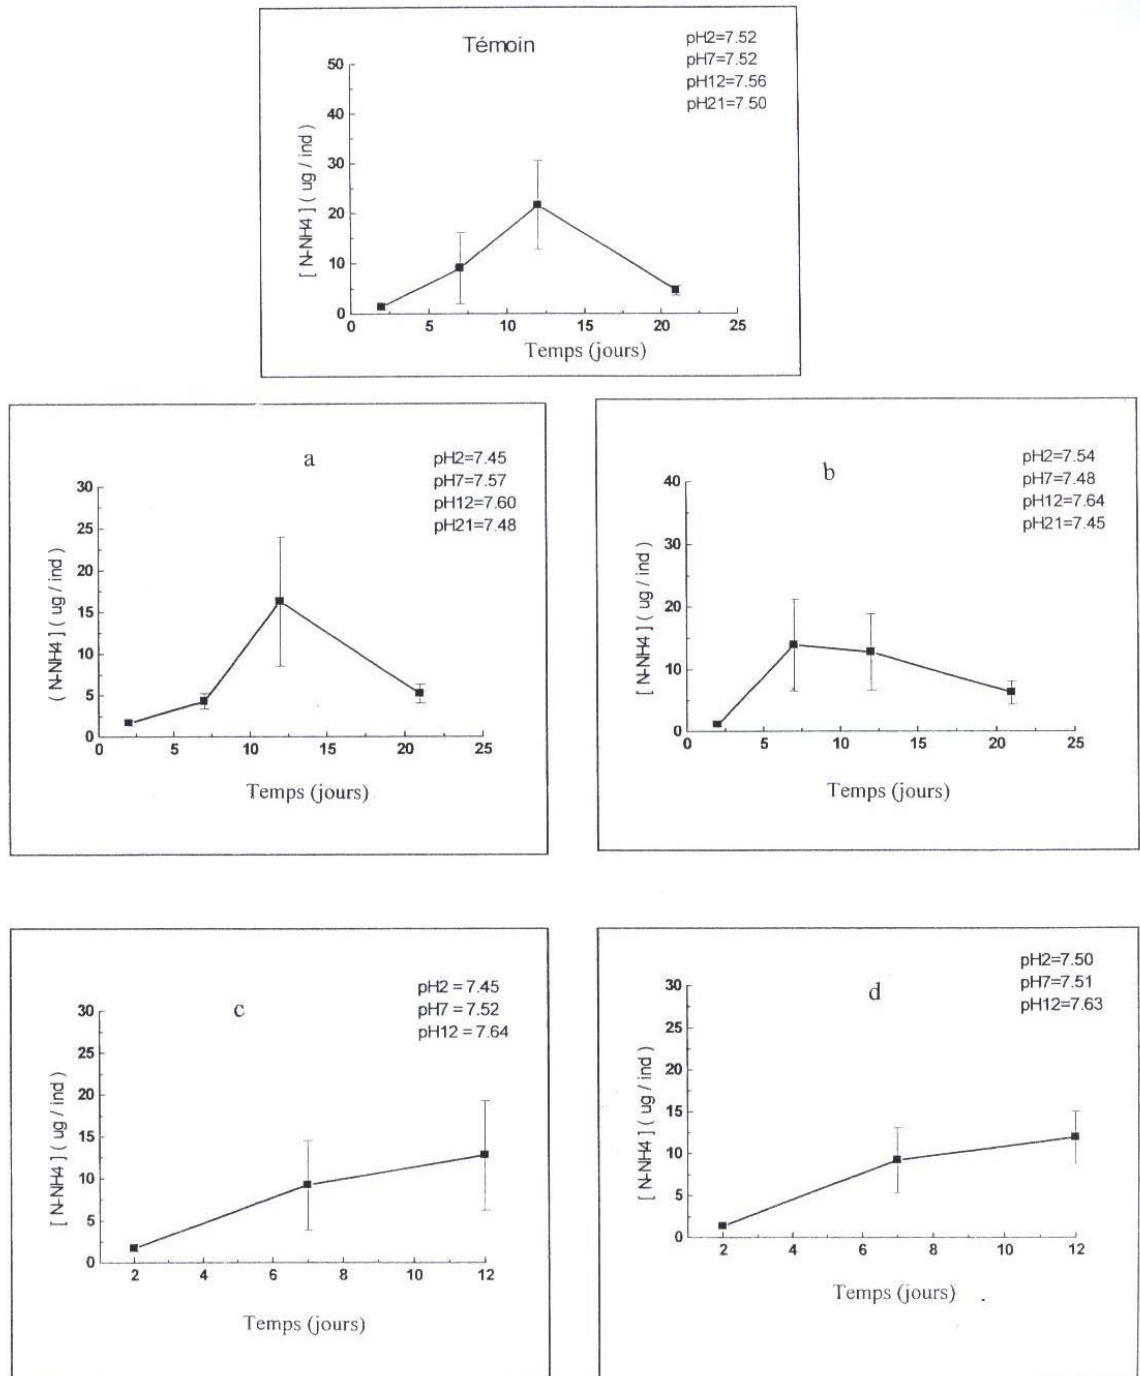 Témoin
pH2=7.52
pH7=7.52
pH12=7.56
pH21=7.50
[ N-NH4 ] ( ug / ind )
50
40
30
20
10
0
0 5 10 15 20 25
Temps (jours)
a
pH2=7.45
pH7=7.57
pH12=7.60
pH21=7.48
( N-NH4 ] ( ug / ind )
30
25
20
15
10
5
0
0 5 10 15 20 25
Temps (jours)
b
pH2=7.54
pH7=7.48
pH12=7.64
pH21=7.45
[ N-NH4 ] ( ug / ind )
40
30
20
10
0
0 5 10 15 20 25
Temps (jours)
c
pH2 = 7.45
pH7 = 7.52
pH12 = 7.64
[ N-NH4 ] ( ug / ind )
30
25
20
15
10
5
0
2 4 6 8 10 12
Temps (jours)
d
pH2=7.50
pH7=7.51
pH12=7.63
[ N-NH4 ] ( ug / ind )
30
25
20
15
10
5
0
2 4 6 8 10 12
Temps (jours)